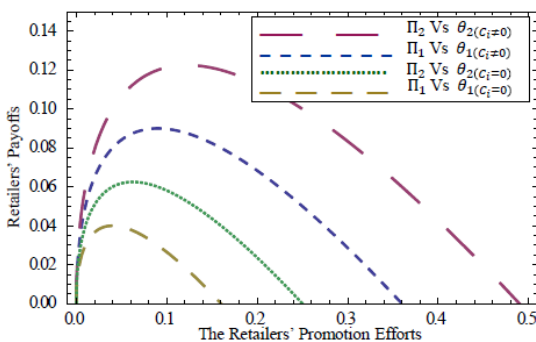 0.14
0.12
0.10
0.08
0.06
0.04
0.02
0.00
Retailers' Payoffs
Π2 Vs θ2(Ci≠0)
Π1 Vs θ1(Ci≠0)
Π2 Vs θ2(Ci=0)
Π1 Vs θ1(Ci=0)
0.0 0.1 0.2 0.3 0.4 0.5
The Retailers' Promotion Efforts